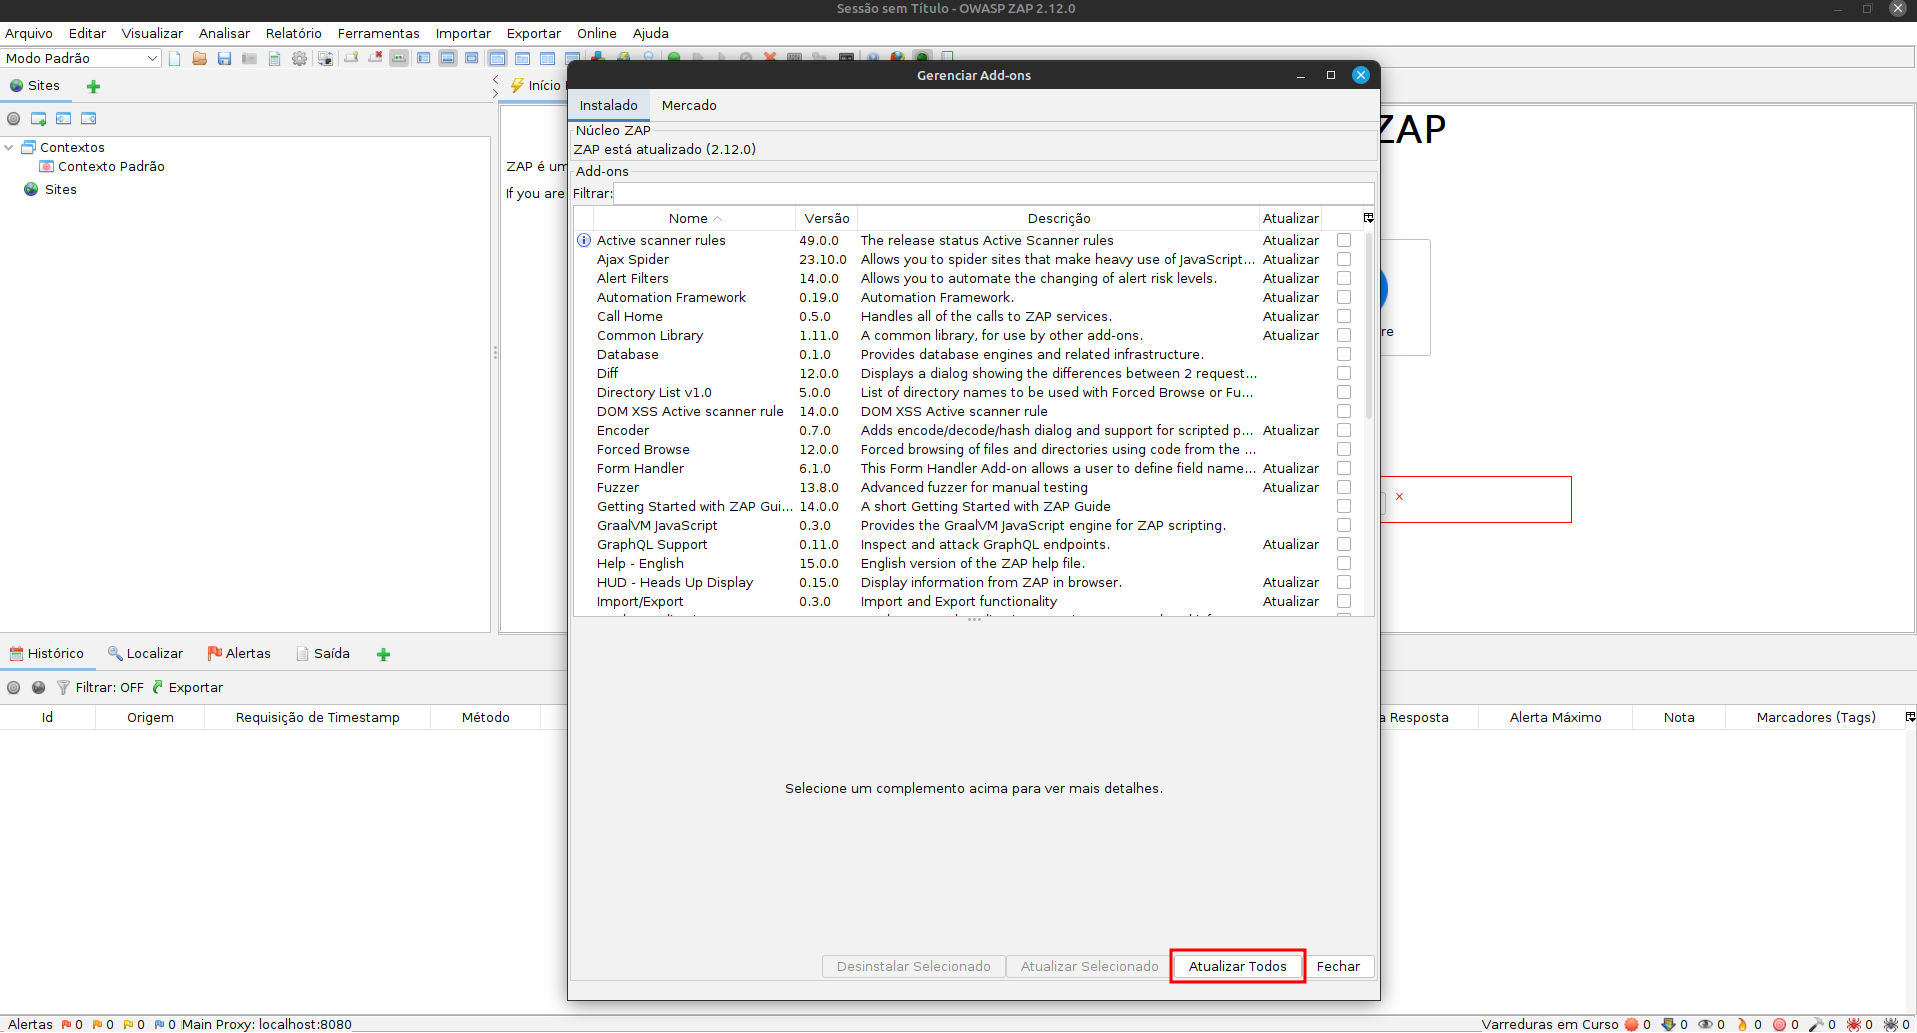 Sessão sem Título - OWASP ZAP 2.12.0
Arquivo Editar Visualizar Analisar Relatório Ferramentas Importar Exportar Online Ajuda
Modo Padrão
Sites
Início
Contextos
Contexto Padrão
Sites
ZAP
ZAP é um
If you are
re
×
Gerenciar Add-ons
Instalado Mercado
Núcleo ZAP
ZAP está atualizado (2.12.0)
Add-ons
Filtrar:
Nome Versão Descrição Atualizar
Active scanner rules 49.0.0 The release status Active Scanner rules Atualizar
Ajax Spider 23.10.0 Allows you to spider sites that make heavy use of JavaScript... Atualizar
Alert Filters 14.0.0 Allows you to automate the changing of alert risk levels. Atualizar
Automation Framework 0.19.0 Automation Framework. Atualizar
Call Home 0.5.0 Handles all of the calls to ZAP services. Atualizar
Common Library 1.11.0 A common library, for use by other add-ons. Atualizar
Database 0.1.0 Provides database engines and related infrastructure.
Diff 12.0.0 Displays a dialog showing the differences between 2 request...
Directory List v1.0 5.0.0 List of directory names to be used with Forced Browse or Fu...
DOM XSS Active scanner rule 14.0.0 DOM XSS Active scanner rule
Encoder 0.7.0 Adds encode/decode/hash dialog and support for scripted p... Atualizar
Forced Browse 12.0.0 Forced browsing of files and directories using code from the ...
Form Handler 6.1.0 This Form Handler Add-on allows a user to define field name... Atualizar
Fuzzer 13.8.0 Advanced fuzzer for manual testing Atualizar
Getting Started with ZAP Gui... 14.0.0 A short Getting Started with ZAP Guide
GraalVM JavaScript 0.3.0 Provides the GraalVM JavaScript engine for ZAP scripting.
GraphQL Support 0.11.0 Inspect and attack GraphQL endpoints. Atualizar
Help - English 15.0.0 English version of the ZAP help file.
HUD - Heads Up Display 0.15.0 Display information from ZAP in browser. Atualizar
Import/Export 0.3.0 Import and Export functionality Atualizar
Selecione um complemento acima para ver mais detalhes.
Desinstalar Selecionado Atualizar Selecionado Atualizar Todos Fechar
Histórico Localizar Alertas Saída
Filtrar: OFF Exportar
Id Origem Requisição de Timestamp Método a Resposta Alerta Máximo Nota Marcadores (Tags)
Alertas 0 0 0 0 Main Proxy: localhost:8080 Varreduras em Curso 0 0 0 0 0 0 0 0